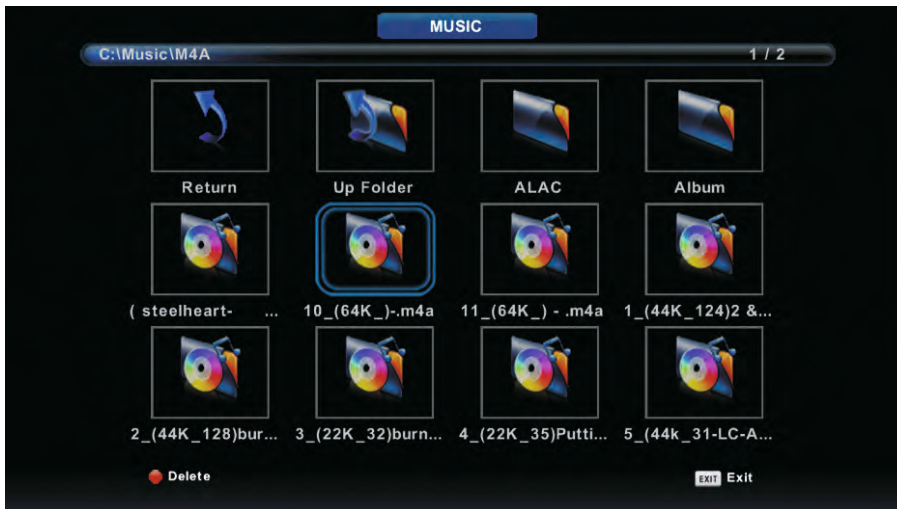 MUSIC
C:\Music\M4A 1 / 2
Return Up Folder ALAC Album
( steelheart- ... 10_(64K_)-.m4a 11_(64K_) - .m4a 1_(44K_124)2 &...
2_(44K_128)bur... 3_(22K_32)burn... 4_(22K_35)Putti... 5_(44k_31-LC-A...
Delete EXIT Exit